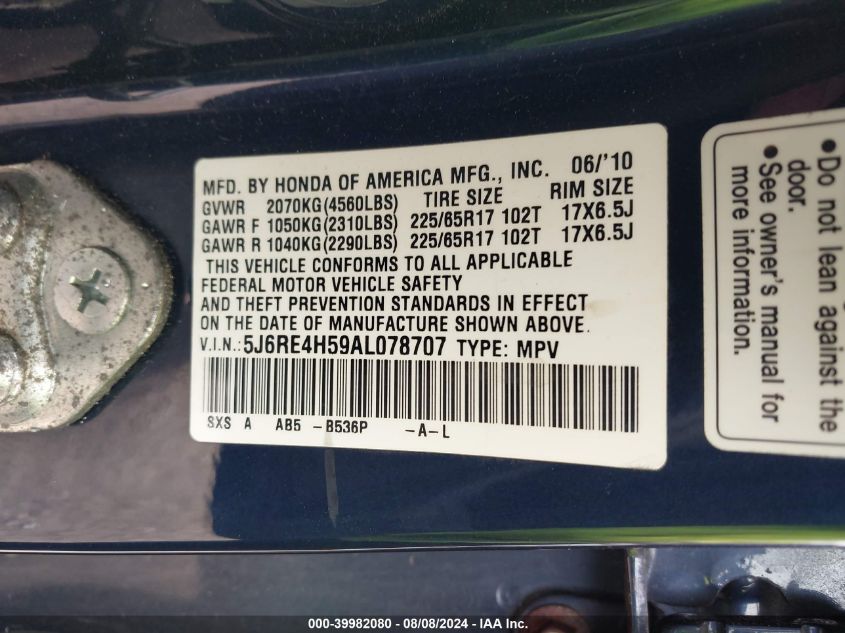 MFD. BY HONDA OF AMERICA MFG., INC. 06/'10
GVWR 2070KG(4560LBS) TIRE SIZE RIM SIZE
GAWR F 1050KG(2310LBS) 225/65R17 102T 17X6.5J
GAWR R 1040KG(2290LBS) 225/65R17 102T 17X6.5J
THIS VEHICLE CONFORMS TO ALL APPLICABLE
FEDERAL MOTOR VEHICLE SAFETY
AND THEFT PREVENTION STANDARDS IN EFFECT
ON THE DATE OF MANUFACTURE SHOWN ABOVE.
V.I.N.: 5J6RE4H59AL078707 TYPE: MPV
SXS A AB5 -B536P -A-L
• Do not lean against the
door.
• See owner's manual for
more information.
000-39982080 - 08/08/2024 - IAA Inc.